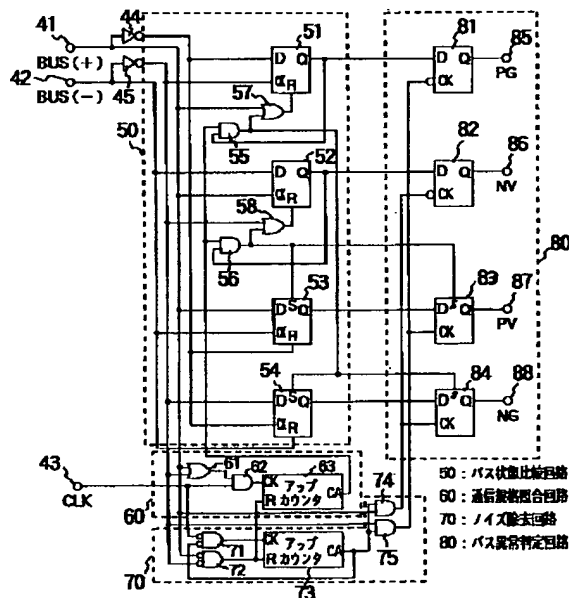 41
44
BUS(+)
42
BUS(-)
45
50
51
D Q
R
57
55
52
D Q
R
58
56
53
D S Q
R
54
D S Q
R
81
D Q
CK
85
PG
82
D Q
CK
86
NV
80
83
D S Q
CK
87
PV
84
D S Q
CK
88
NG
43
CLK
61
62
63
CK
アップ
カウンタ
R
CA
60
74
75
71
72
CK
アップ
カウンタ
R
CA
73
70
50 : バス状態比較回路
60 : 通信規格照合回路
70 : ノイズ除去回路
80 : バス異常判定回路